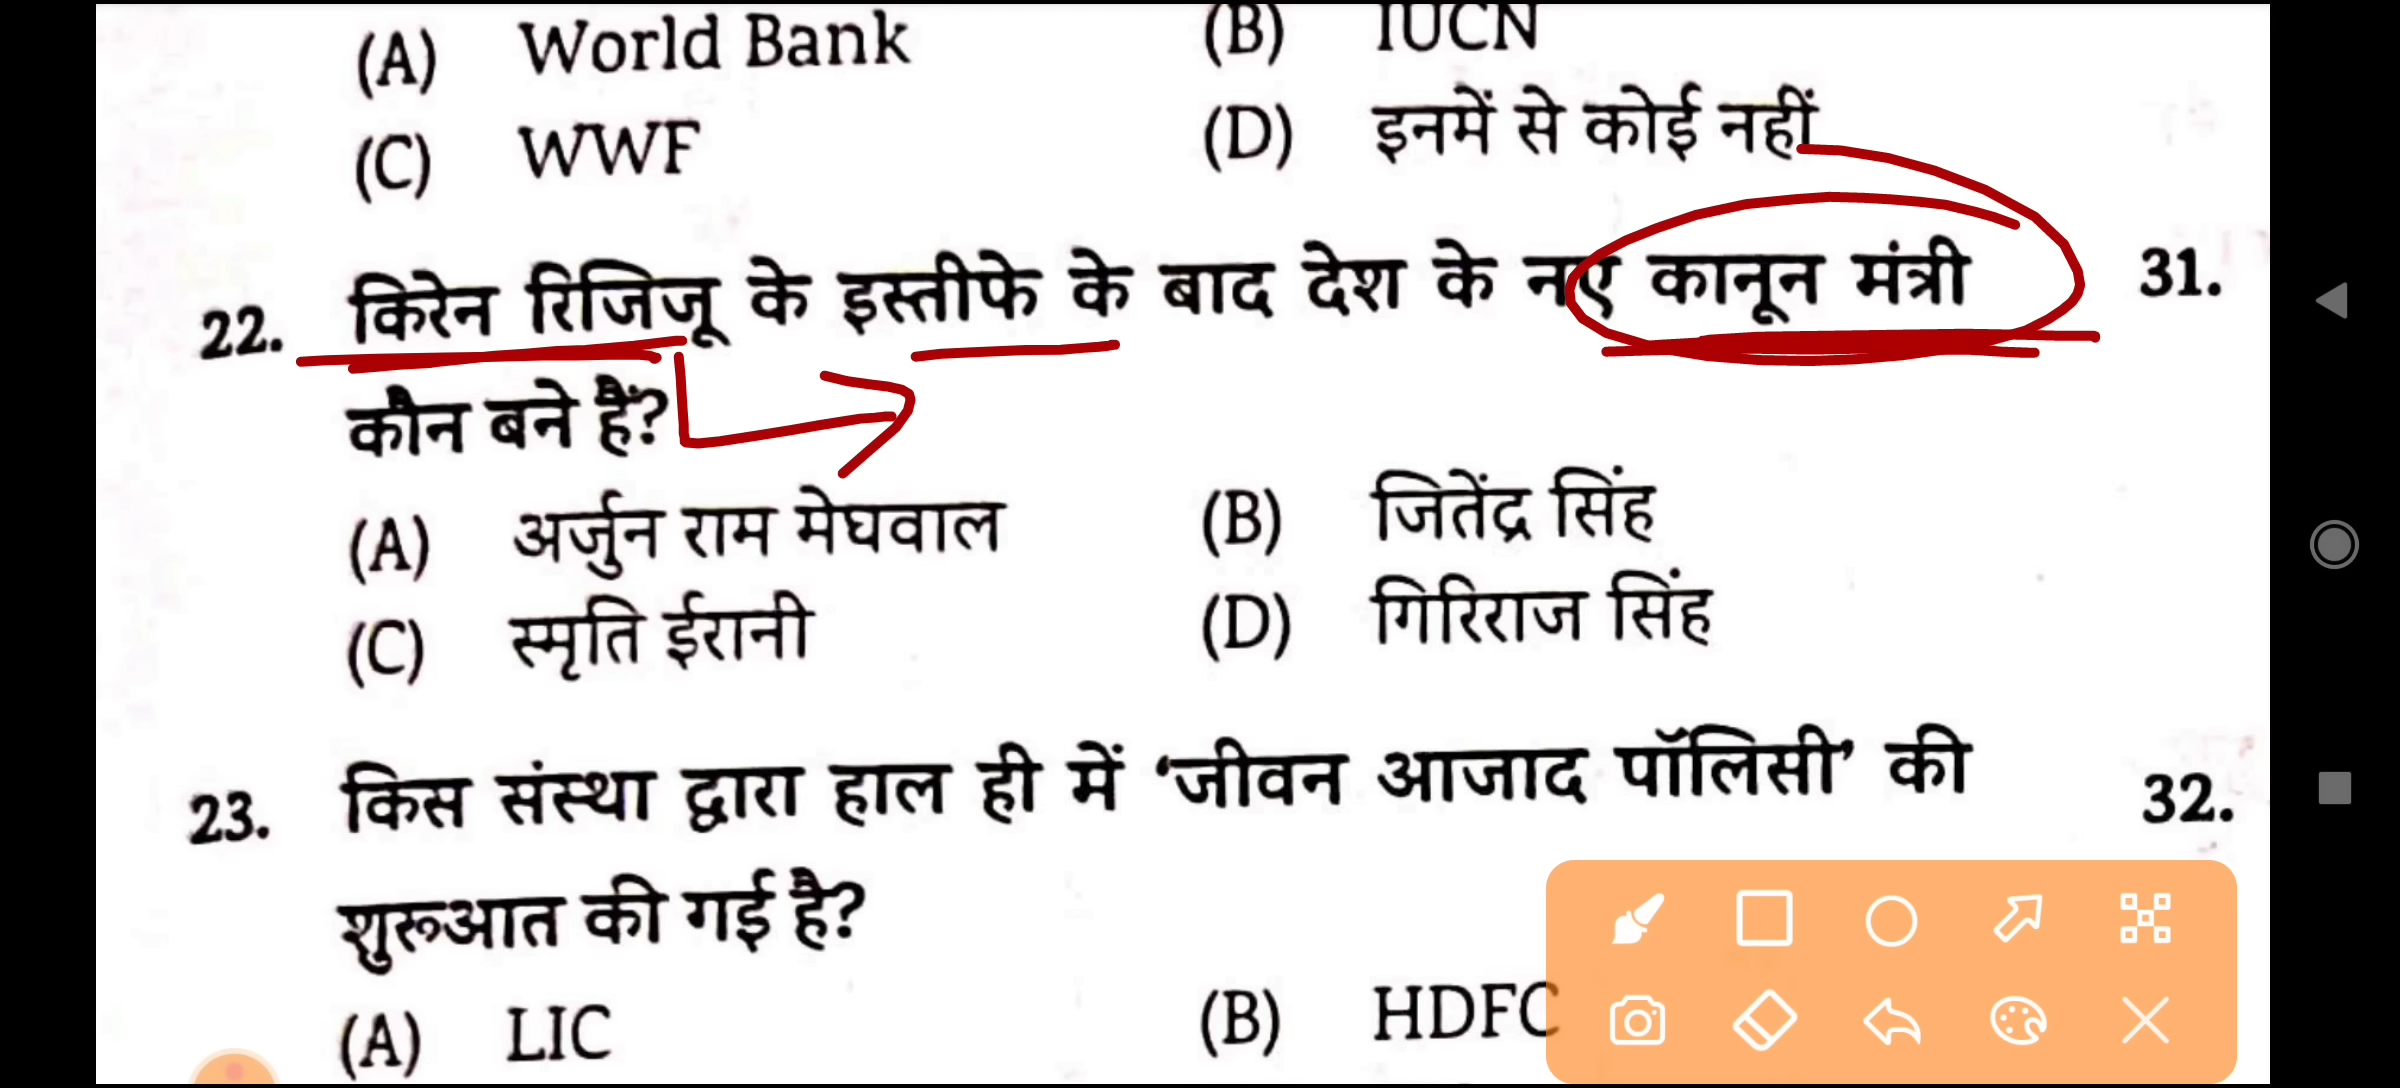 (A) World Bank (B) IUCN
(C) WWF (D) इनमें से कोई नहीं
22. किरेन रिजिजू के इस्तीफे के बाद देश के नए कानून मंत्री
कौन बने हैं?
(A) अर्जुन राम मेघवाल (B) जितेंद्र सिंह
(C) स्मृति ईरानी (D) गिरिराज सिंह
23. किस संस्था द्वारा हाल ही में ‘जीवन आजाद पॉलिसी’ की
शुरूआत की गई है?
(A) LIC (B) HDFC
31.
32.